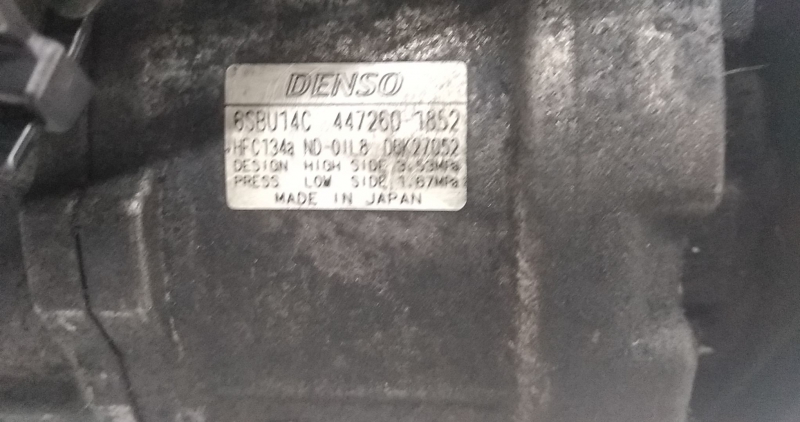 DENSO
6SBU14C 447260-1852
HFC134a ND-OIL8 D6K27Q52
DESIGN HIGH SIDE 3.53MPa
PRESS LOW SIDE 1.67MPa
MADE IN JAPAN